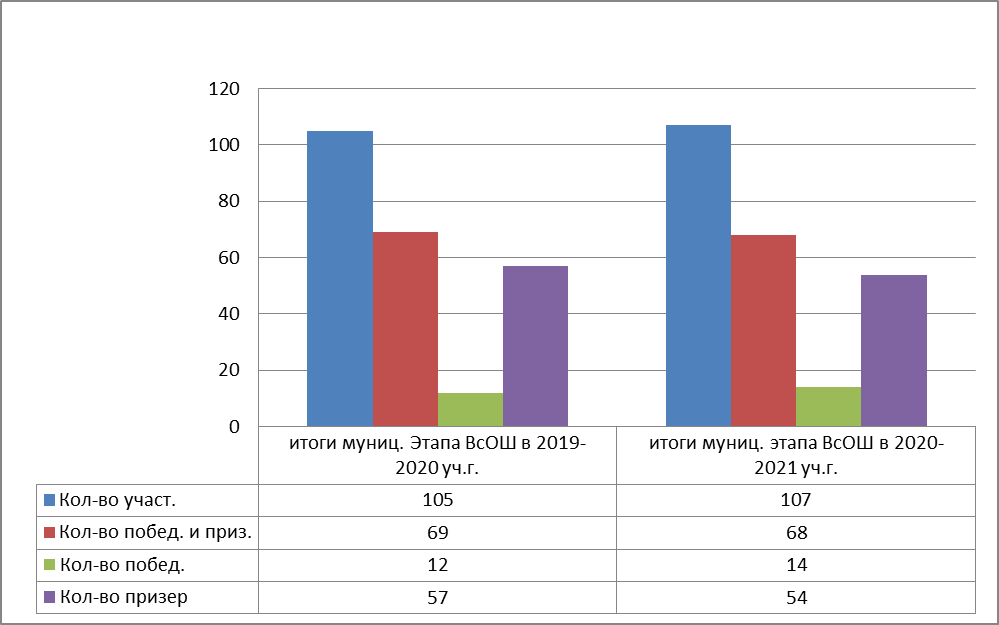 120
100
80
60
40
20
0
итоги муниц. Этапа ВсОШ в 2019-
2020 уч.г.
итоги муниц. этапа ВсОШ в 2020-
2021 уч.г.
Кол-во участ. 105 107
Кол-во побед. и приз. 69 68
Кол-во побед. 12 14
Кол-во призер 57 54